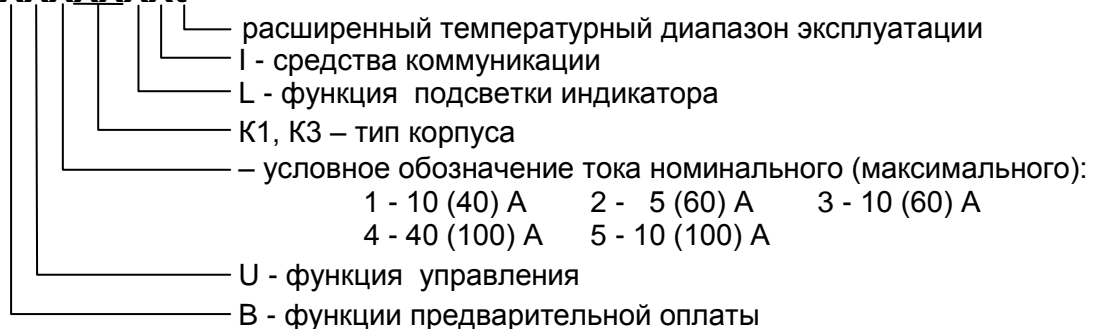 расширенный температурный диапазон эксплуатации
I - средства коммуникации
L - функция подсветки индикатора
К1, К3 – тип корпуса
– условное обозначение тока номинального (максимального):
1 - 10 (40) А 2 - 5 (60) А 3 - 10 (60) А
4 - 40 (100) А 5 - 10 (100) А
U - функция управления
B - функции предварительной оплаты